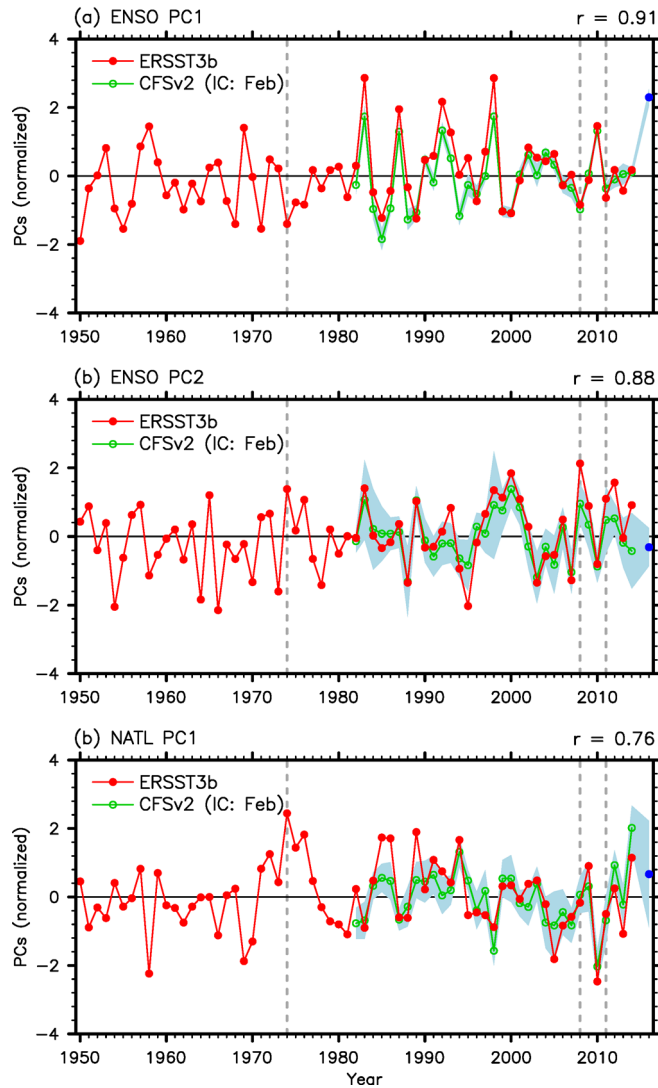 (a) ENSO PC1 r = 0.91
ERSST3b
CFSv2 (IC: Feb)
PCs (normalized)
4
2
0
−2
−4
1950 1960 1970 1980 1990 2000 2010
(b) ENSO PC2 r = 0.88
ERSST3b
CFSv2 (IC: Feb)
PCs (normalized)
4
2
0
−2
−4
1950 1960 1970 1980 1990 2000 2010
(b) NATL PC1 r = 0.76
ERSST3b
CFSv2 (IC: Feb)
PCs (normalized)
4
2
0
−2
−4
1950 1960 1970 1980 1990 2000 2010
Year